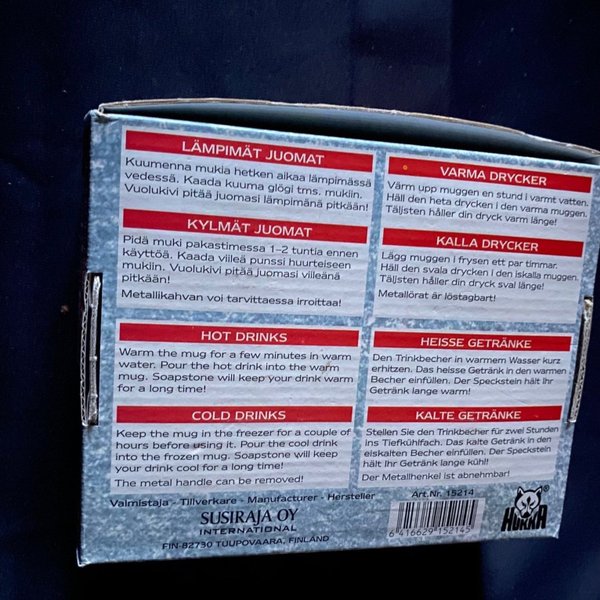 LÄMPIMÄT JUOMAT
Kuumenna mukia hetken aikaa lämpimässä
vedessä. Kaada kuuma glögi tms. mukiin.
Vuolukivi pitää juomasi lämpimänä pitkään!
KYLMÄT JUOMAT
Pidä muki pakastimessa 1-2 tuntia ennen
käyttöä. Kaada viileä punssi huurteiseen
mukiin. Vuolukivi pitää juomasi viileänä
pitkään!
Metallikahvan voi tarvittaessa irroittaa!
HOT DRINKS
Warm the mug for a few minutes in warm
water. Pour the hot drink into the warm
mug. Soapstone will keep your drink warm
for a long time!
COLD DRINKS
Keep the mug in the freezer for a couple of
hours before using it. Pour the cool drink
into the frozen mug. Soapstone will keep
your drink cool for a long time!
The metal handle can be removed!
VARMA DRYCKER
Värm upp muggen en stund i varmt vatten.
Häll den heta drycken i den varma muggen.
Täljsten håller din dryck varm länge!
KALLA DRYCKER
Lägg muggen i frysen ett par timmar.
Häll den svala drycken i den iskalla muggen.
Täljsten håller din dryck sval länge!
Metallörat är löstagbart!
HEISSE GETRÄNKE
Den Trinkbecher in warmem Wasser kurz
erhitzen. Das heisse Getränk in den warmen
Becher einfüllen. Der Speckstein hält Ihr
Getränk lange warm!
KALTE GETRÄNKE
Stellen Sie den Trinkbecher für zwei Stunden
ins Tiefkühlfach. Das kalte Getränk in den
eiskalten Becher einfüllen. Der Speckstein
hält Ihr Getränk lange kühl!
Der Metallhenkel ist abnehmbar!
Valmistaja - Tillverkare - Manufacturer - Hersteller
SUSIRAJA OY
INTERNATIONAL
FIN-82730 TUUPOVAARA, FINLAND
Art.Nr. 15214
6 416629 152145
HUKKA®